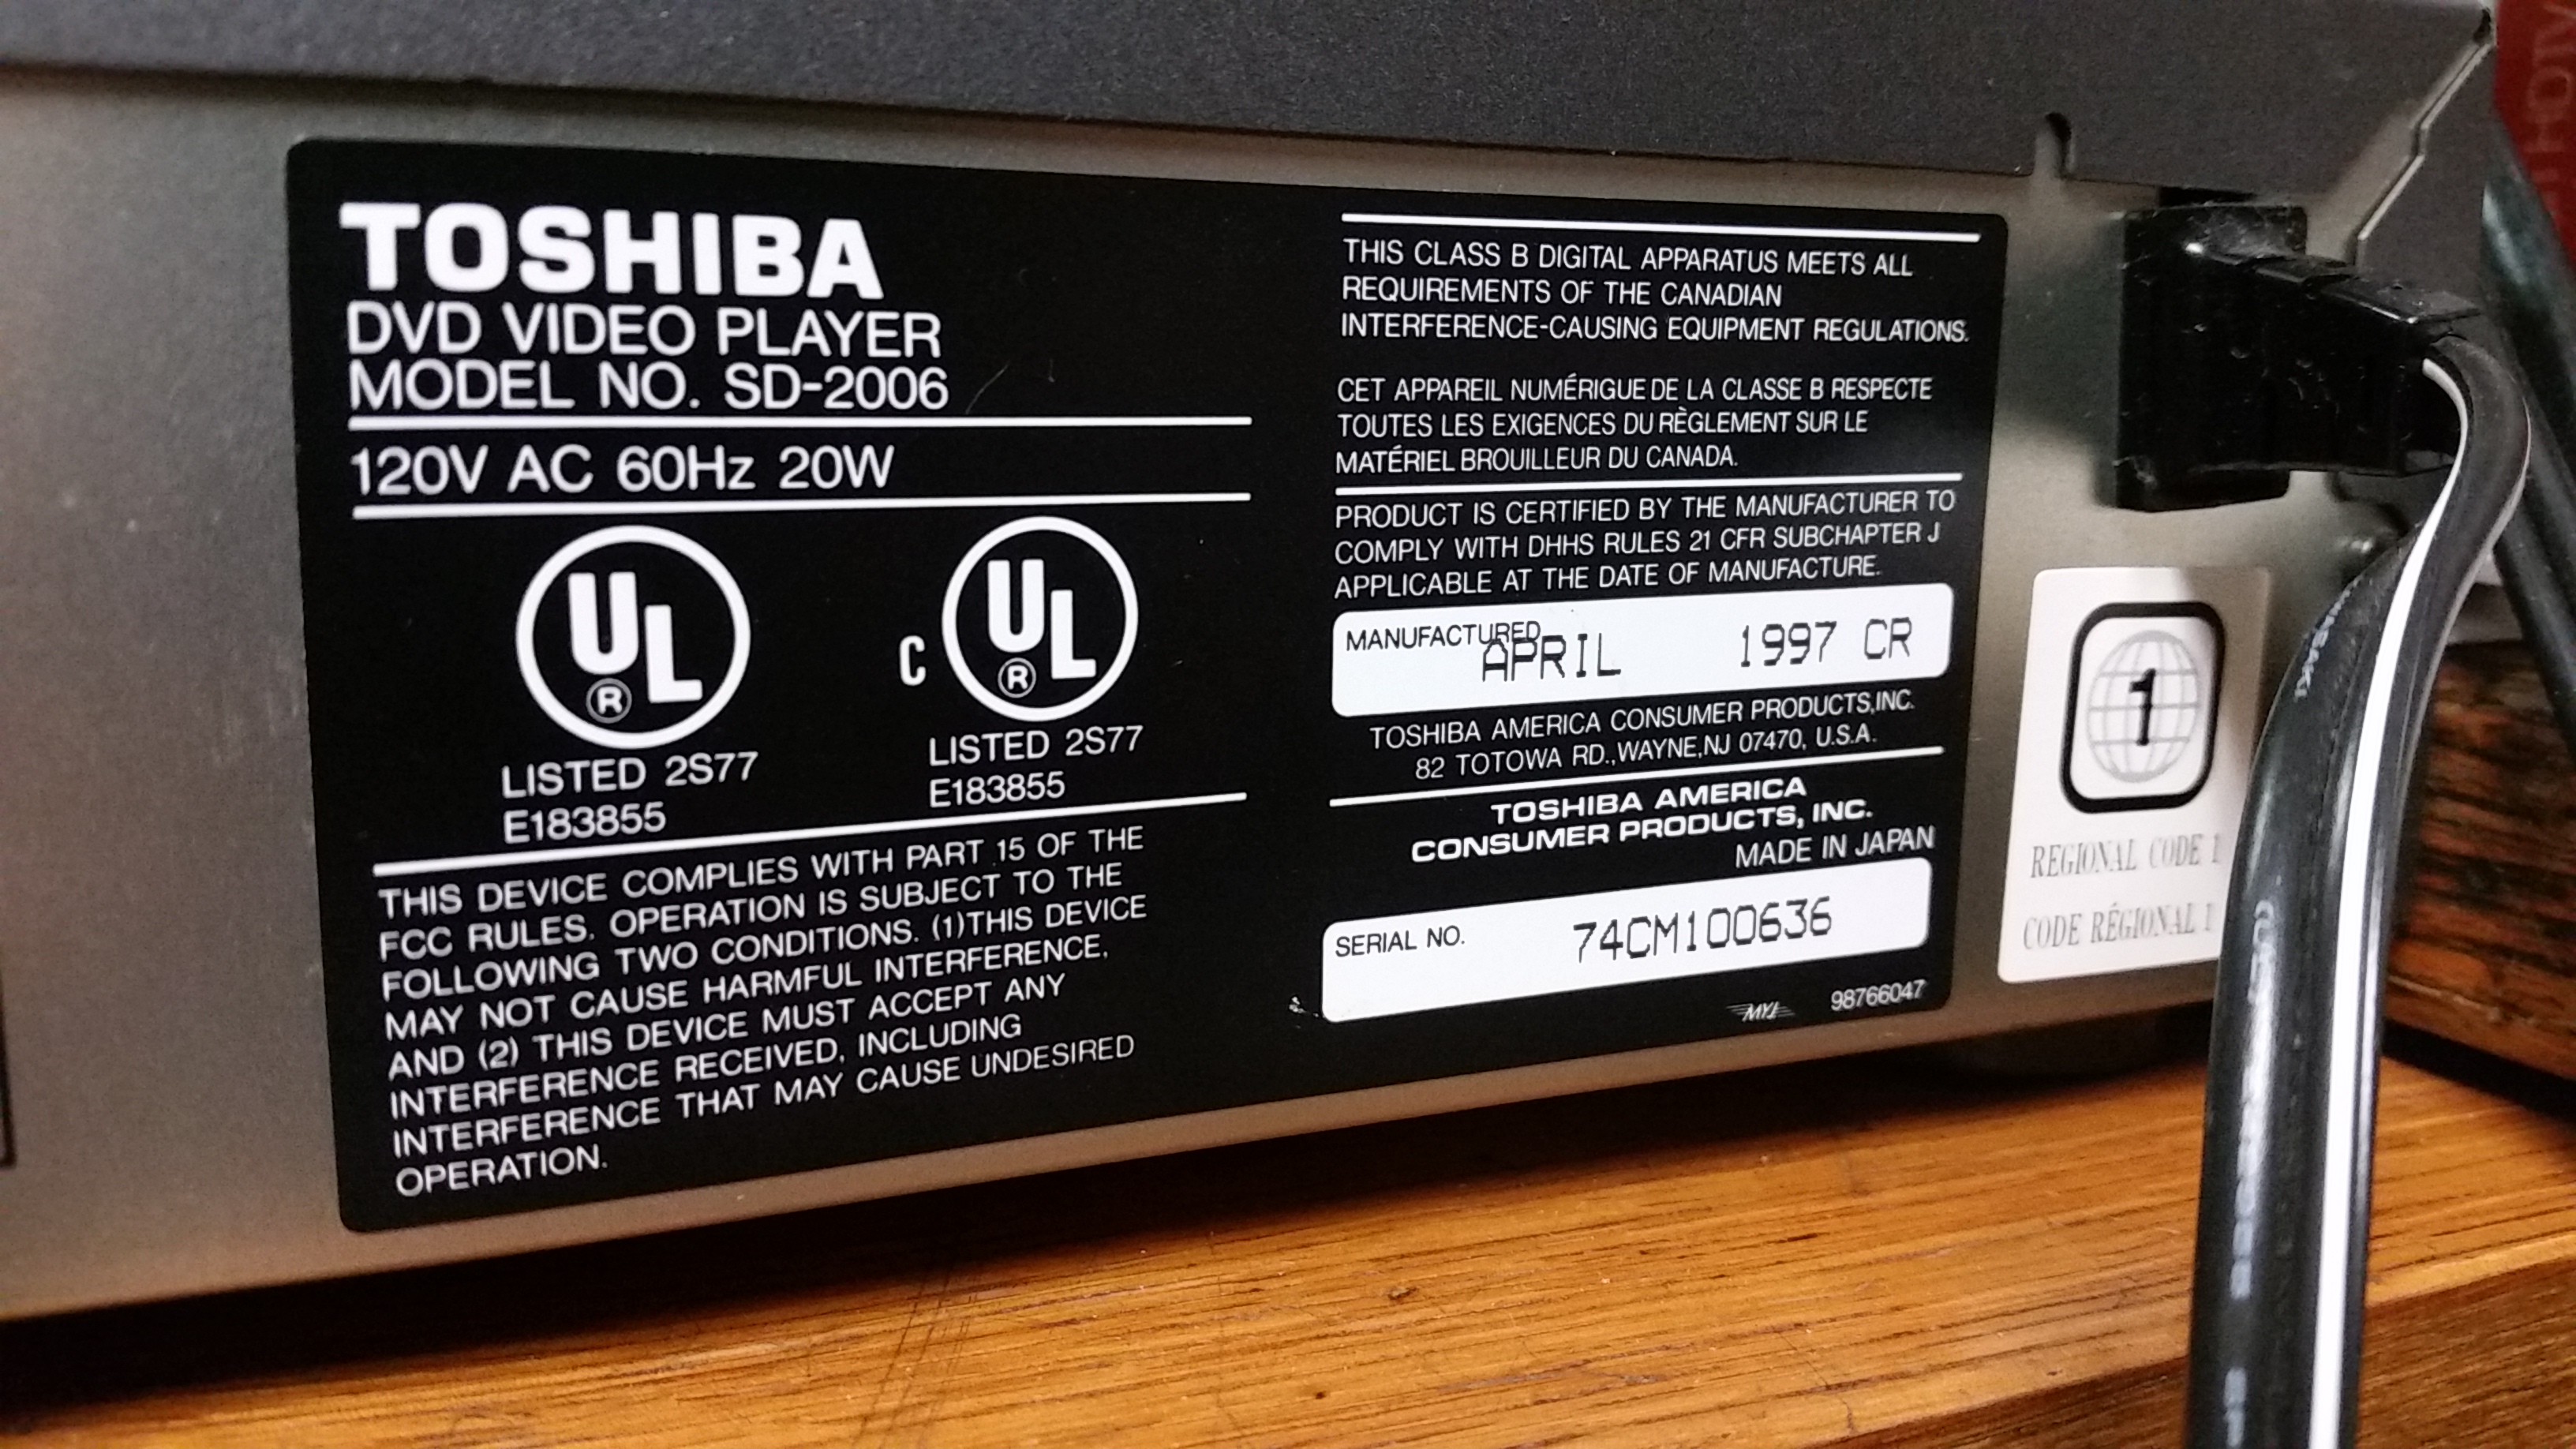 TOSHIBA
DVD VIDEO PLAYER
MODEL NO. SD-2006
120V AC 60Hz 20W
UL
®
LISTED 2S77
E183855
C UL
®
LISTED 2S77
E183855
THIS DEVICE COMPLIES WITH PART 15 OF THE
FCC RULES. OPERATION IS SUBJECT TO THE
FOLLOWING TWO CONDITIONS. (1)THIS DEVICE
MAY NOT CAUSE HARMFUL INTERFERENCE,
AND (2) THIS DEVICE MUST ACCEPT ANY
INTERFERENCE RECEIVED, INCLUDING
INTERFERENCE THAT MAY CAUSE UNDESIRED
OPERATION.
THIS CLASS B DIGITAL APPARATUS MEETS ALL
REQUIREMENTS OF THE CANADIAN
INTERFERENCE-CAUSING EQUIPMENT REGULATIONS.
CET APPAREIL NUMÉRIGUE DE LA CLASSE B RESPECTE
TOUTES LES EXIGENCES DU RÈGLEMENT SUR LE
MATÉRIEL BROUILLEUR DU CANADA.
PRODUCT IS CERTIFIED BY THE MANUFACTURER TO
COMPLY WITH DHHS RULES 21 CFR SUBCHAPTER J
APPLICABLE AT THE DATE OF MANUFACTURE.
MANUFACTURED
APRIL 1997 CR
TOSHIBA AMERICA CONSUMER PRODUCTS,INC.
82 TOTOWA RD.,WAYNE,NJ 07470, U.S.A.
TOSHIBA AMERICA
CONSUMER PRODUCTS, INC.
MADE IN JAPAN
SERIAL NO. 74CM100636
98766047
1
REGIONAL CODE 1
CODE RÉGIONAL 1